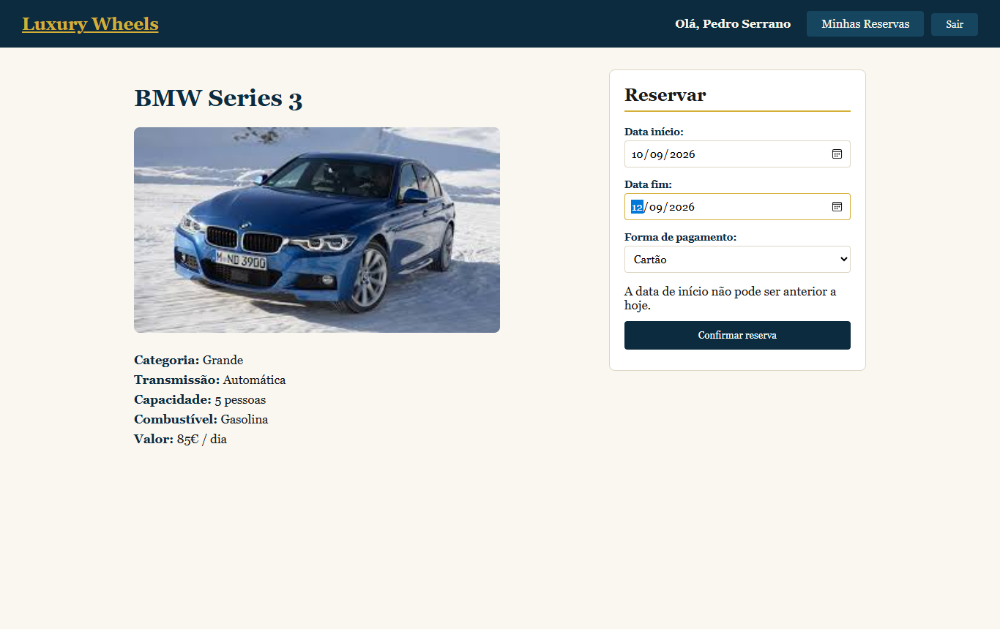 Luxury Wheels
Olá, Pedro Serrano
Minhas Reservas
Sair
BMW Series 3
M-ND 3900
Categoria: Grande
Transmissão: Automática
Capacidade: 5 pessoas
Combustível: Gasolina
Valor: 85€ / dia
Reservar
Data início:
10/09/2026
Data fim:
12/09/2026
Forma de pagamento:
Cartão
A data de início não pode ser anterior a
hoje.
Confirmar reserva